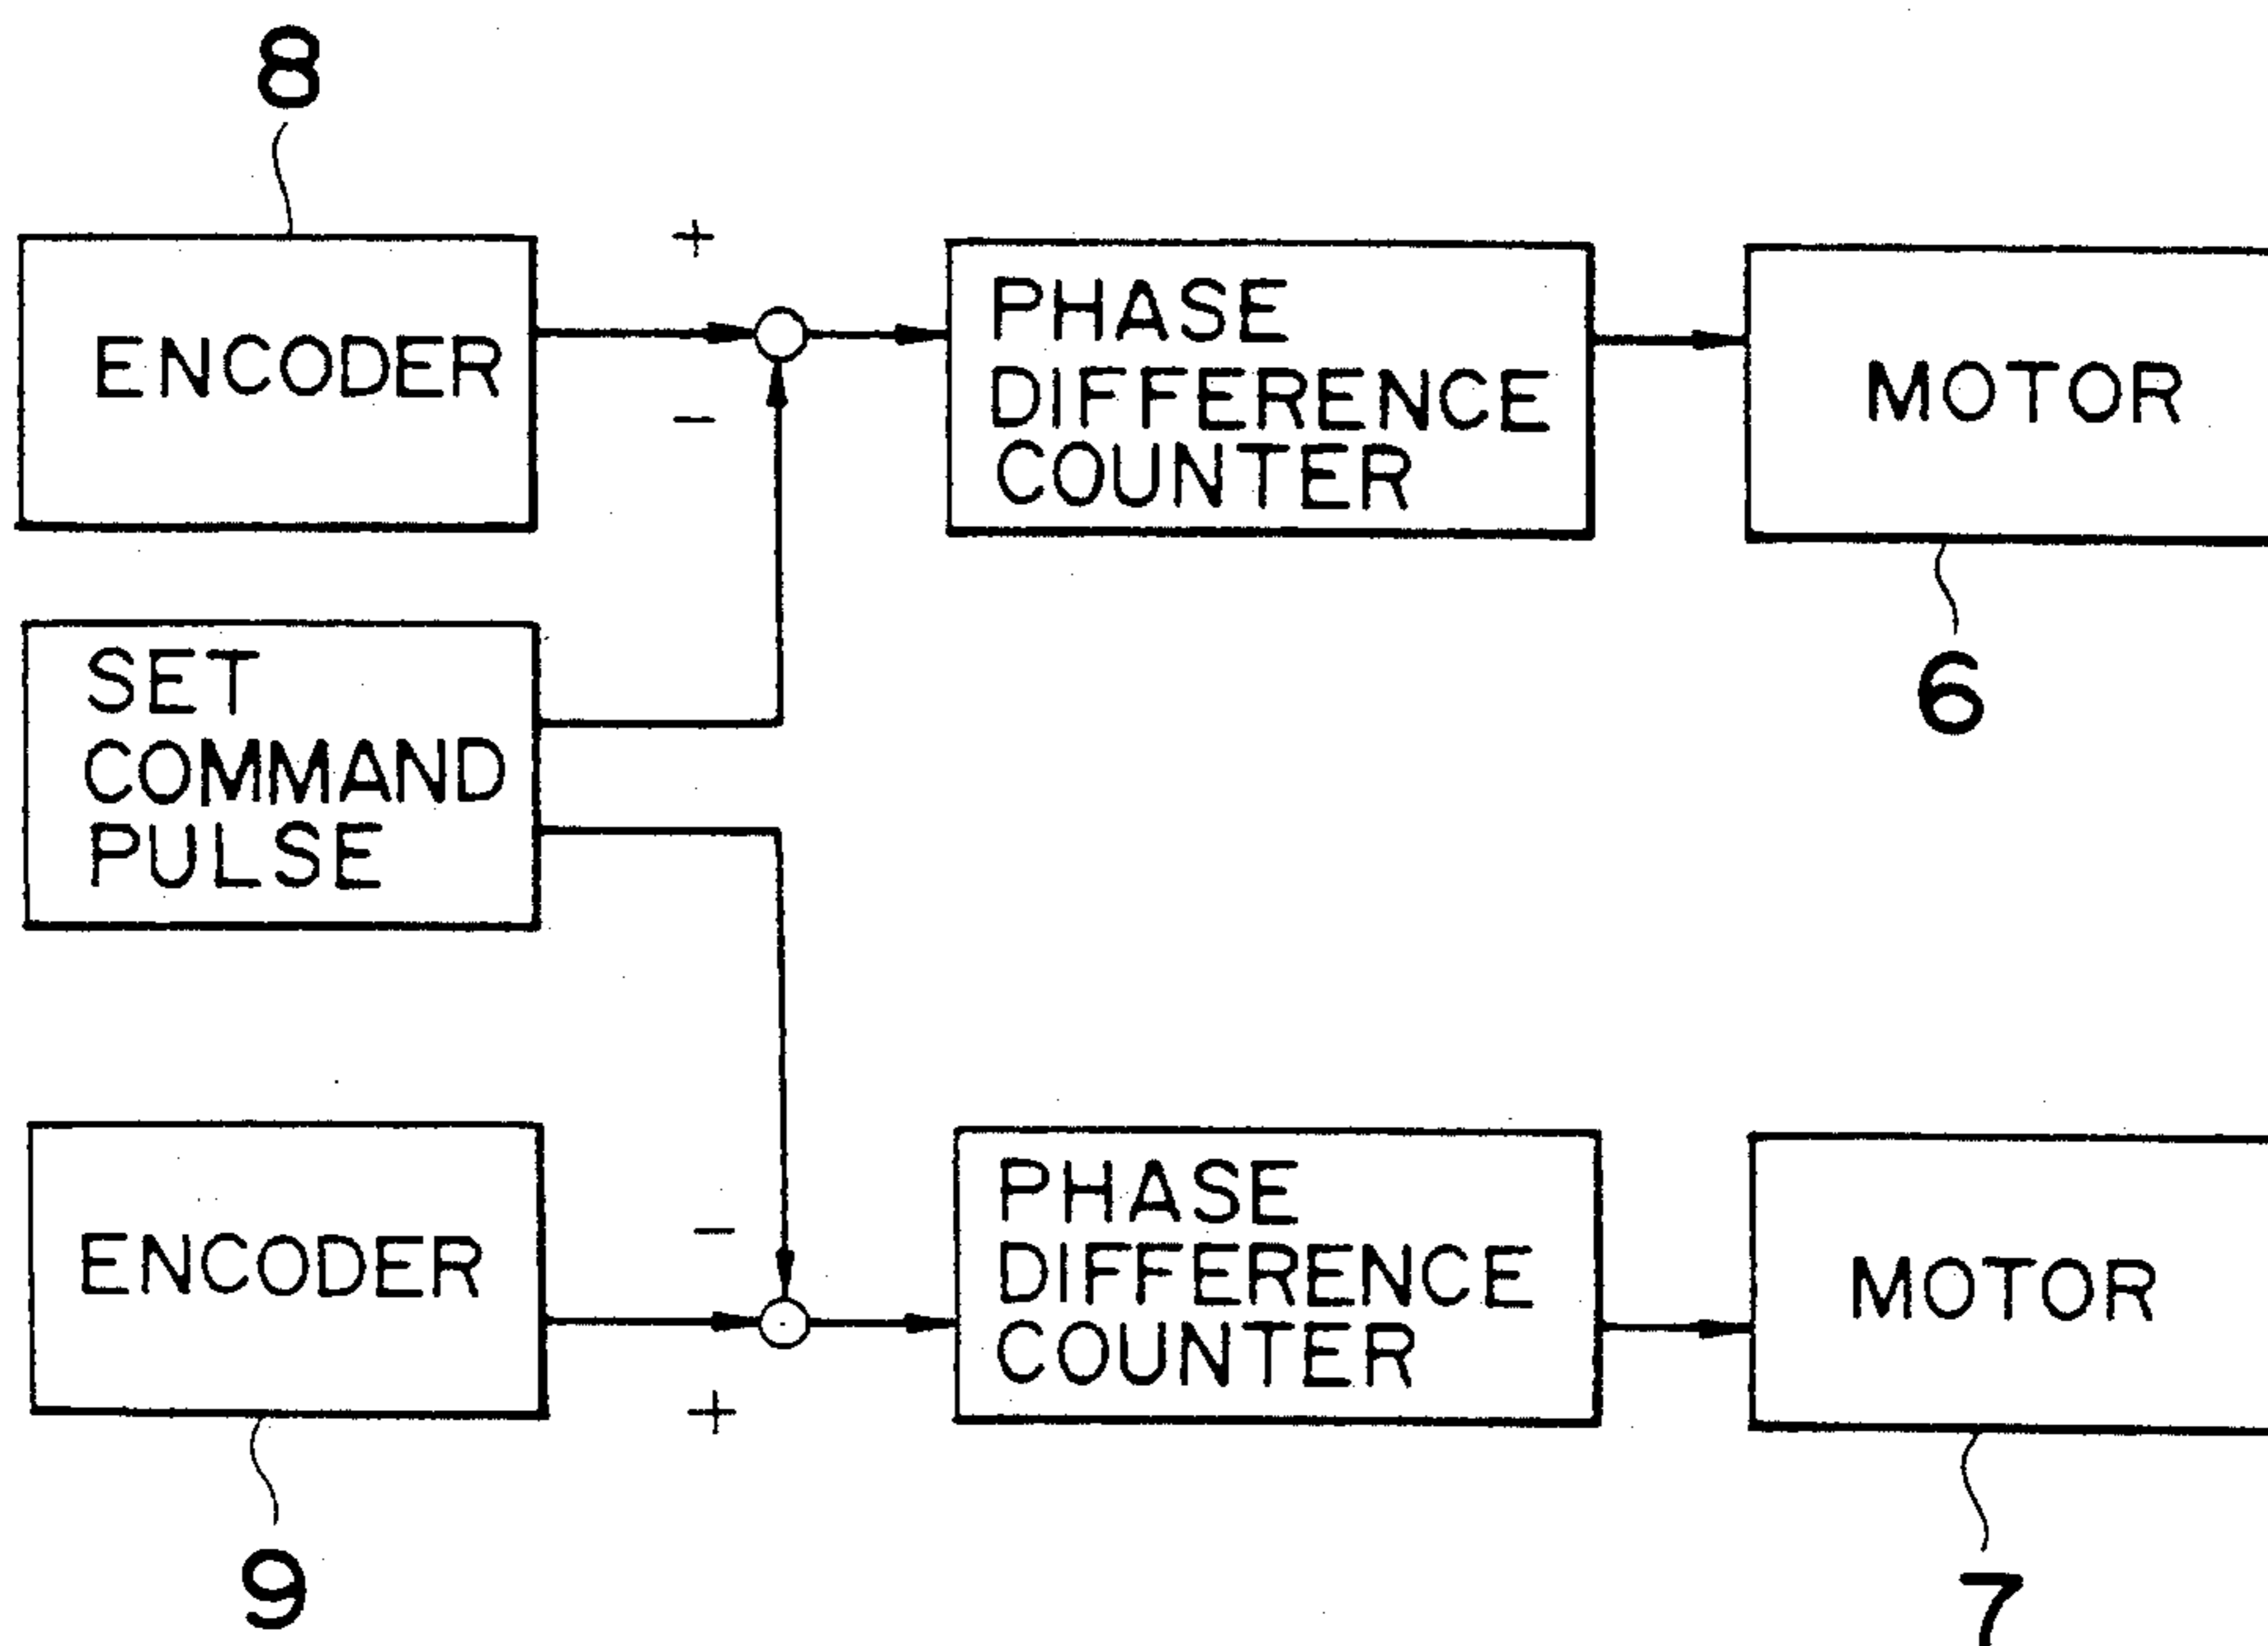 8
+
ENCODER
−
PHASE
DIFFERENCE
COUNTER
MOTOR
6
SET
COMMAND
PULSE
ENCODER
−
+
PHASE
DIFFERENCE
COUNTER
MOTOR
9
7